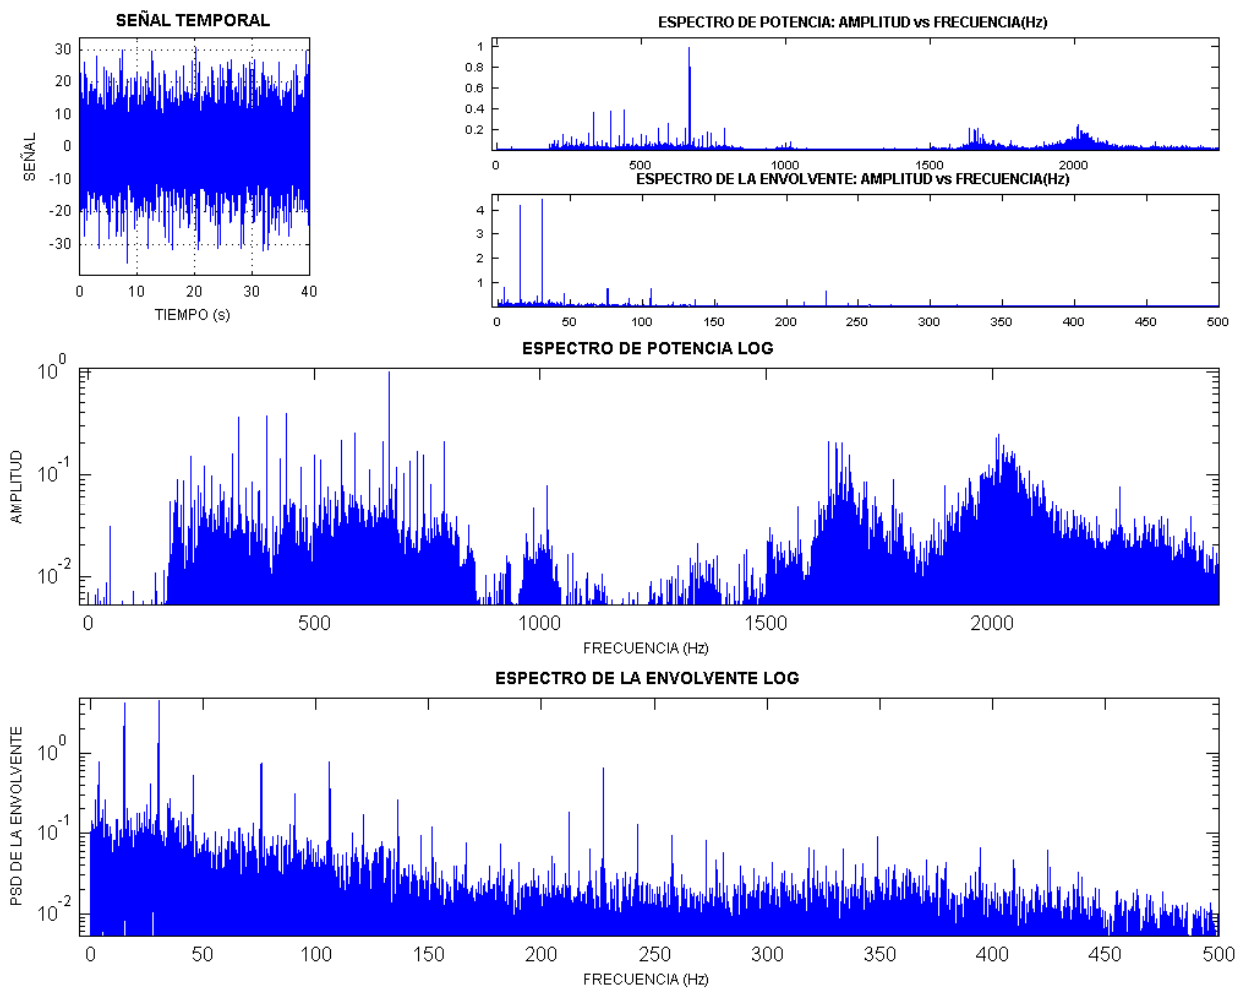 SEÑAL TEMPORAL
30
20
10
0
-10
-20
-30
SEÑAL
0 10 20 30 40
TIEMPO (s)
ESPECTRO DE POTENCIA: AMPLITUD vs FRECUENCIA(Hz)
1
0.8
0.6
0.4
0.2
0 500 1000 1500 2000
ESPECTRO DE LA ENVOLVENTE: AMPLITUD vs FRECUENCIA(Hz)
4
3
2
1
0 50 100 150 200 250 300 350 400 450 500
ESPECTRO DE POTENCIA LOG
10^0
10^-1
10^-2
AMPLITUD
0 500 1000 1500 2000
FRECUENCIA (Hz)
ESPECTRO DE LA ENVOLVENTE LOG
10^0
10^-1
10^-2
PSD DE LA ENVOLVENTE
0 50 100 150 200 250 300 350 400 450 500
FRECUENCIA (Hz)